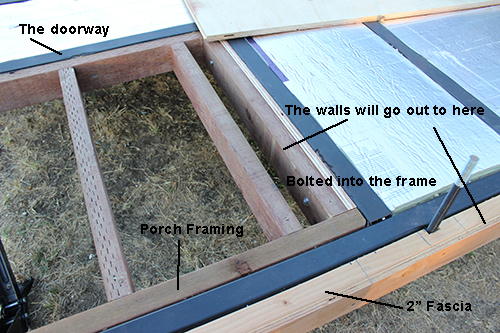 The doorway
The walls will go out to here
Bolted into the frame
Porch Framing
2" Fascia